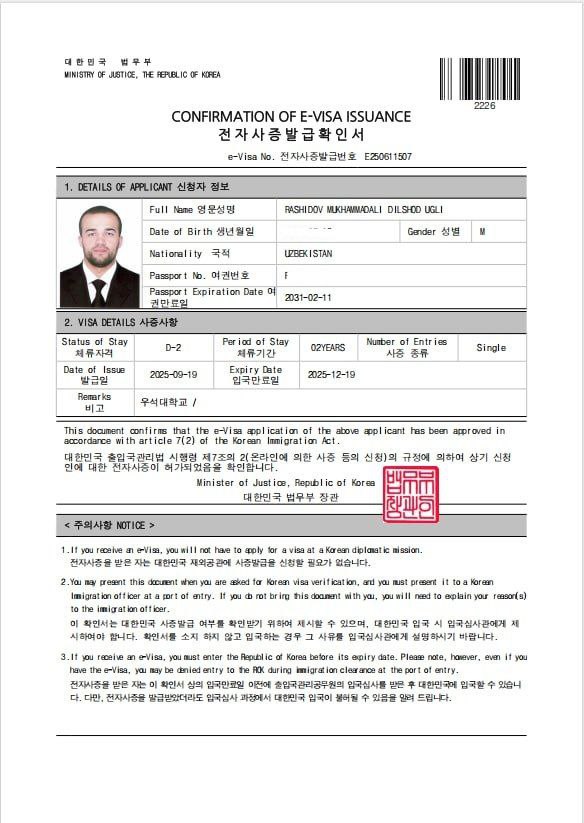 대한민국 법무부
MINISTRY OF JUSTICE, THE REPUBLIC OF KOREA
2226
CONFIRMATION OF E-VISA ISSUANCE
전자사증발급확인서
e-Visa No. 전자사증발급번호 E250611507
1. DETAILS OF APPLICANT 신청자 정보
Full Name 영문성명 RASHIDOV MUKHAMMADALI DILSHOD UGLI
Date of Birth 생년월일 Gender 성별 M
Nationality 국적 UZBEKISTAN
Passport No. 여권번호 F
Passport Expiration Date 여
권만료일 2031-02-11
2. VISA DETAILS 사증사항
Status of Stay 체류자격 D-2 Period of Stay 체류기간 02YEARS Number of Entries 사증 종류 Single
Date of Issue 발급일 2025-09-19 Expiry Date 입국만료일 2025-12-19
Remarks 비고 우석대학교 /
This document confirms that the e-Visa application of the above applicant has been approved in
accordance with article 7(2) of the Korean Immigration Act.
대한민국 출입국관리법 시행령 제7조의 2(온라인에 의한 사증 등의 신청)의 규정에 의하여 상기 신청
인에 대한 전자사증이 허가되었음을 확인합니다.
Minister of Justice, Republic of Korea
대한민국 법무부 장관
< 주의사항 NOTICE >
1.If you receive an e-Visa, you will not have to apply for a visa at a Korean diplomatic mission.
전자사증을 받은 자는 대한민국 재외공관에 사증발급을 신청할 필요가 없습니다.
2.You may present this document when you are asked for Korean visa verification, and you must present it to a Korean
Immigration officer at a port of entry. If you do not bring this document with you, you will need to explain your reason(s)
to the immigration officer.
이 확인서는 대한민국 사증발급 여부를 확인받기 위하여 제시할 수 있으며, 대한민국 입국 시 입국심사관에게 제
시하여야 합니다. 확인서를 소지 하지 않고 입국하는 경우 그 사유를 입국심사관에게 설명하시기 바랍니다.
3.If you receive an e-Visa, you must enter the Republic of Korea before its expiry date. Please note, however, even if you
have the e-Visa, you may be denied entry to the ROK during immigration clearance at the port of entry.
전자사증을 받은 자는 이 확인서 상의 입국만료일 이전에 출입국관리공무원의 입국심사를 받은 후 대한민국에 입국할 수 있습니
다. 다만, 전자사증을 발급받았더라도 입국심사 과정에서 대한민국 입국이 불허될 수 있음을 알려 드립니다.